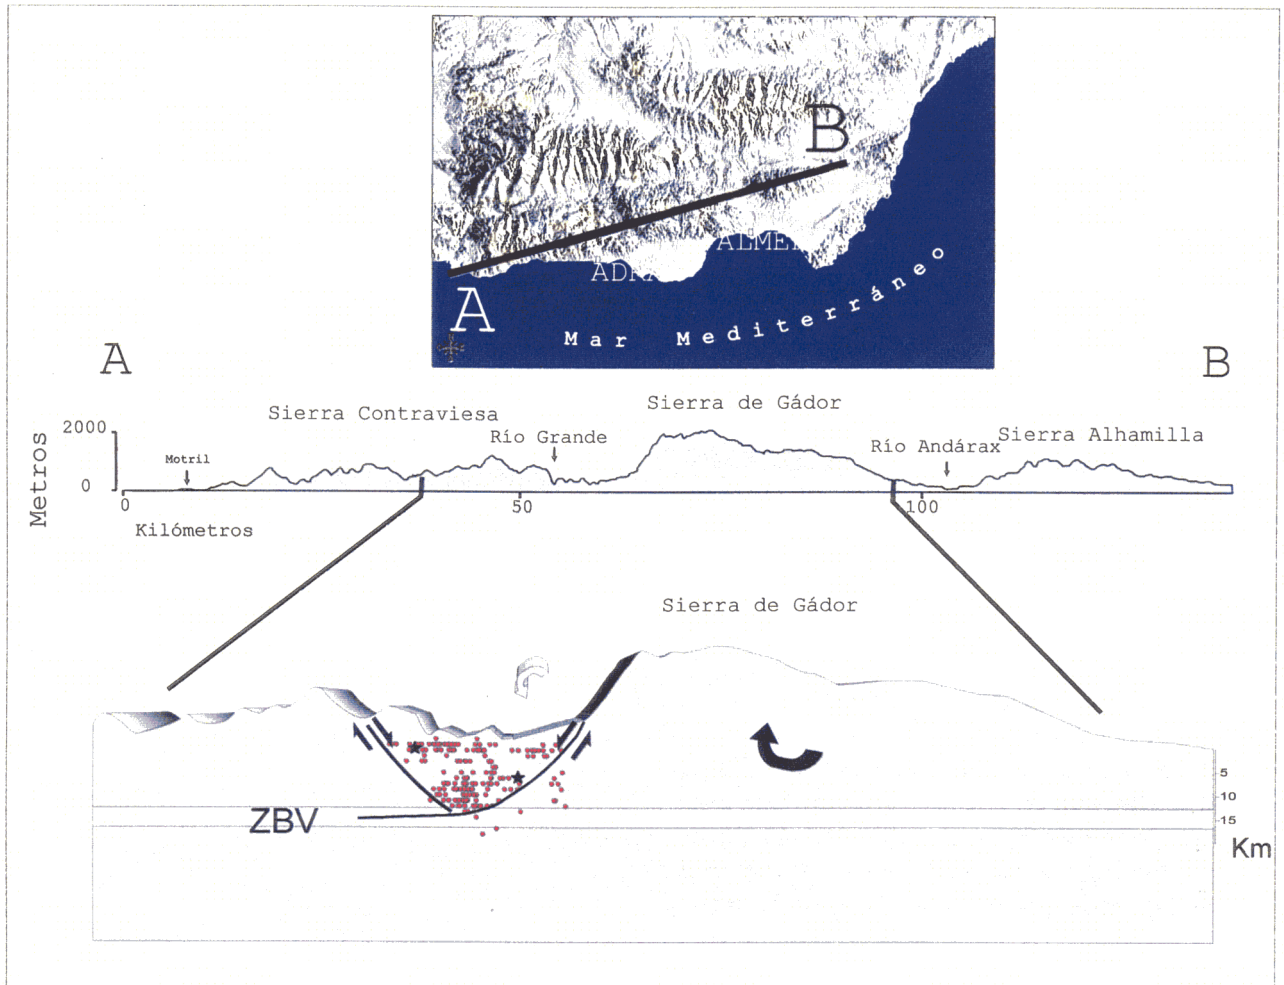 B
ALMER
ADRA
A
Mar Mediterráneo
A
B
Sierra Contraviesa
Sierra de Gádor
Río Grande
Río Andárax
Sierra Alhamilla
Motril
Metros
2000
0
0
50
100
Kilómetros
Sierra de Gádor
5
10
15
ZBV
Km